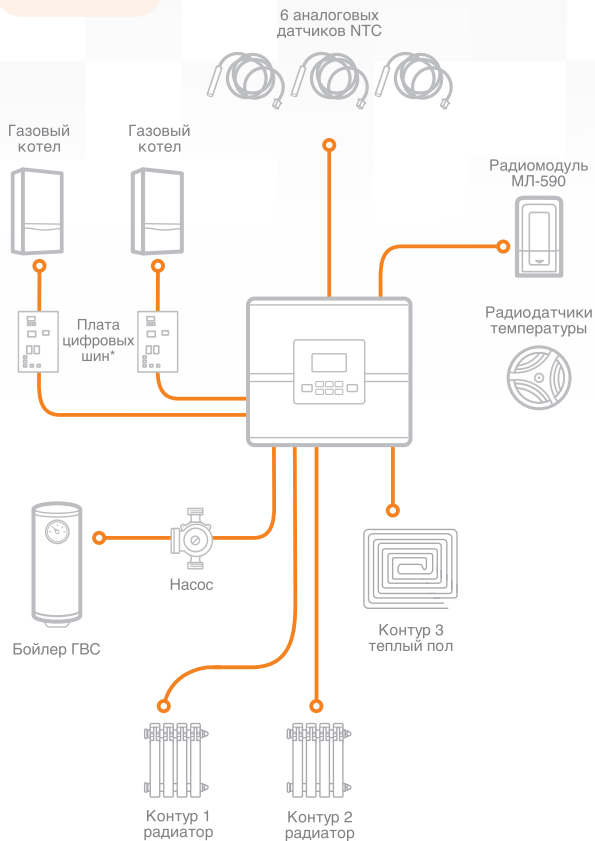 6 аналоговых
датчиков NTC
Газовый
котел
Газовый
котел
Радиомодуль
МЛ-590
Плата
цифровых
шин*
Радиодатчики
температуры
Насос
Бойлер ГВС
Контур 3
теплый пол
Контур 1
радиатор
Контур 2
радиатор